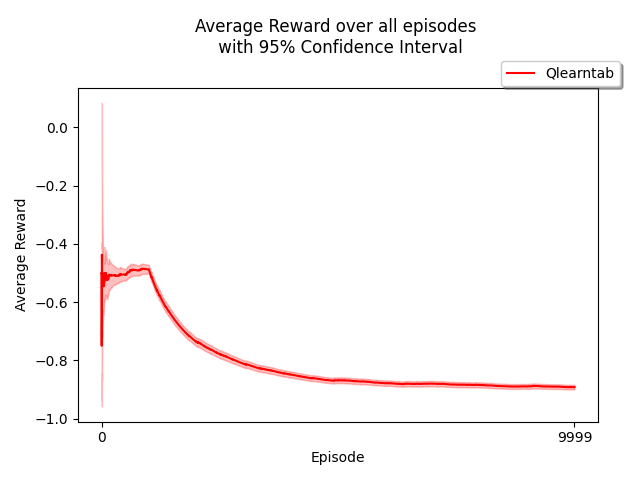 Average Reward over all episodes
with 95% Confidence Interval
Qlearntab
0.0
−0.2
−0.4
−0.6
−0.8
−1.0
Average Reward
0
9999
Episode